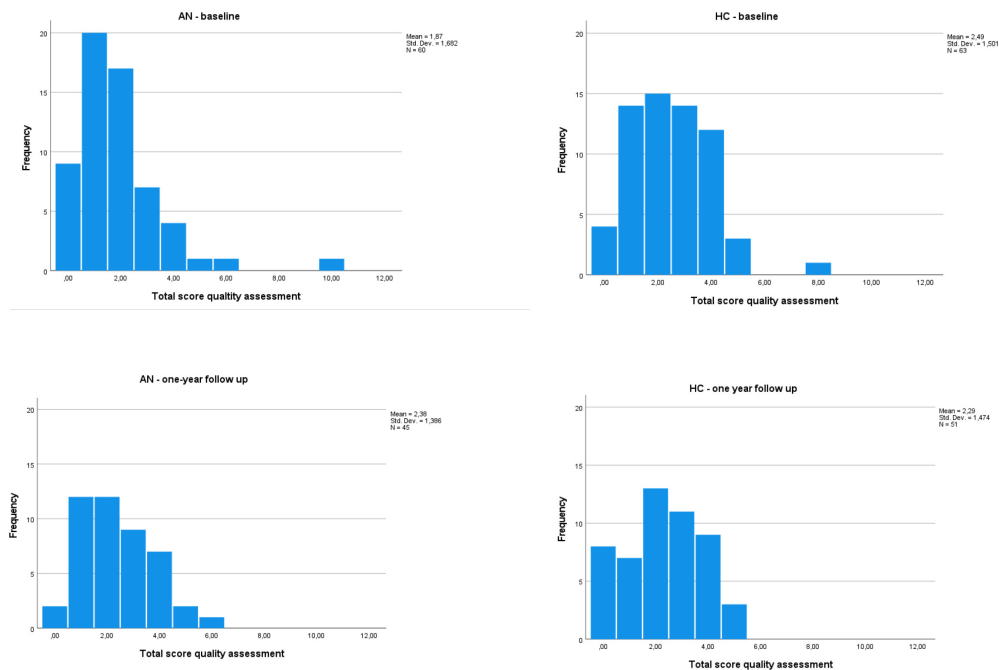 AN - baseline
Mean = 1,87
Std. Dev. = 1,682
N = 60
20
15
10
5
0
Frequency
,00 2,00 4,00 6,00 8,00 10,00 12,00
Total score qualtity assessment
HC - baseline
Mean = 2,49
Std. Dev. = 1,501
N = 63
20
15
10
5
0
Frequency
,00 2,00 4,00 6,00 8,00 10,00 12,00
Total score quality assessment
AN - one-year follow up
Mean = 2,38
Std. Dev. = 1,386
N = 45
20
15
10
5
0
Frequency
,00 2,00 4,00 6,00 8,00 10,00 12,00
Total score quality assessment
HC - one year follow up
Mean = 2,29
Std. Dev. = 1,474
N = 51
20
15
10
5
0
Frequency
,00 2,00 4,00 6,00 8,00 10,00 12,00
Total score quality assessment